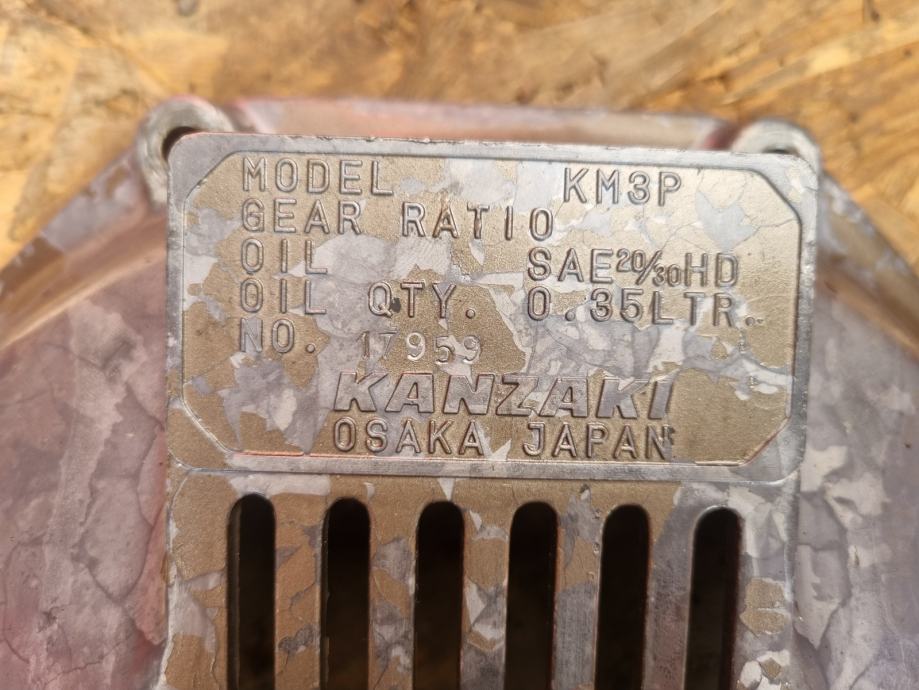 MODEL KM3P
GEAR RATIO
OIL SAE20/30HD
OIL QTY. 0.35LTR.
NO. 17959
KANZAKI
OSAKA JAPAN